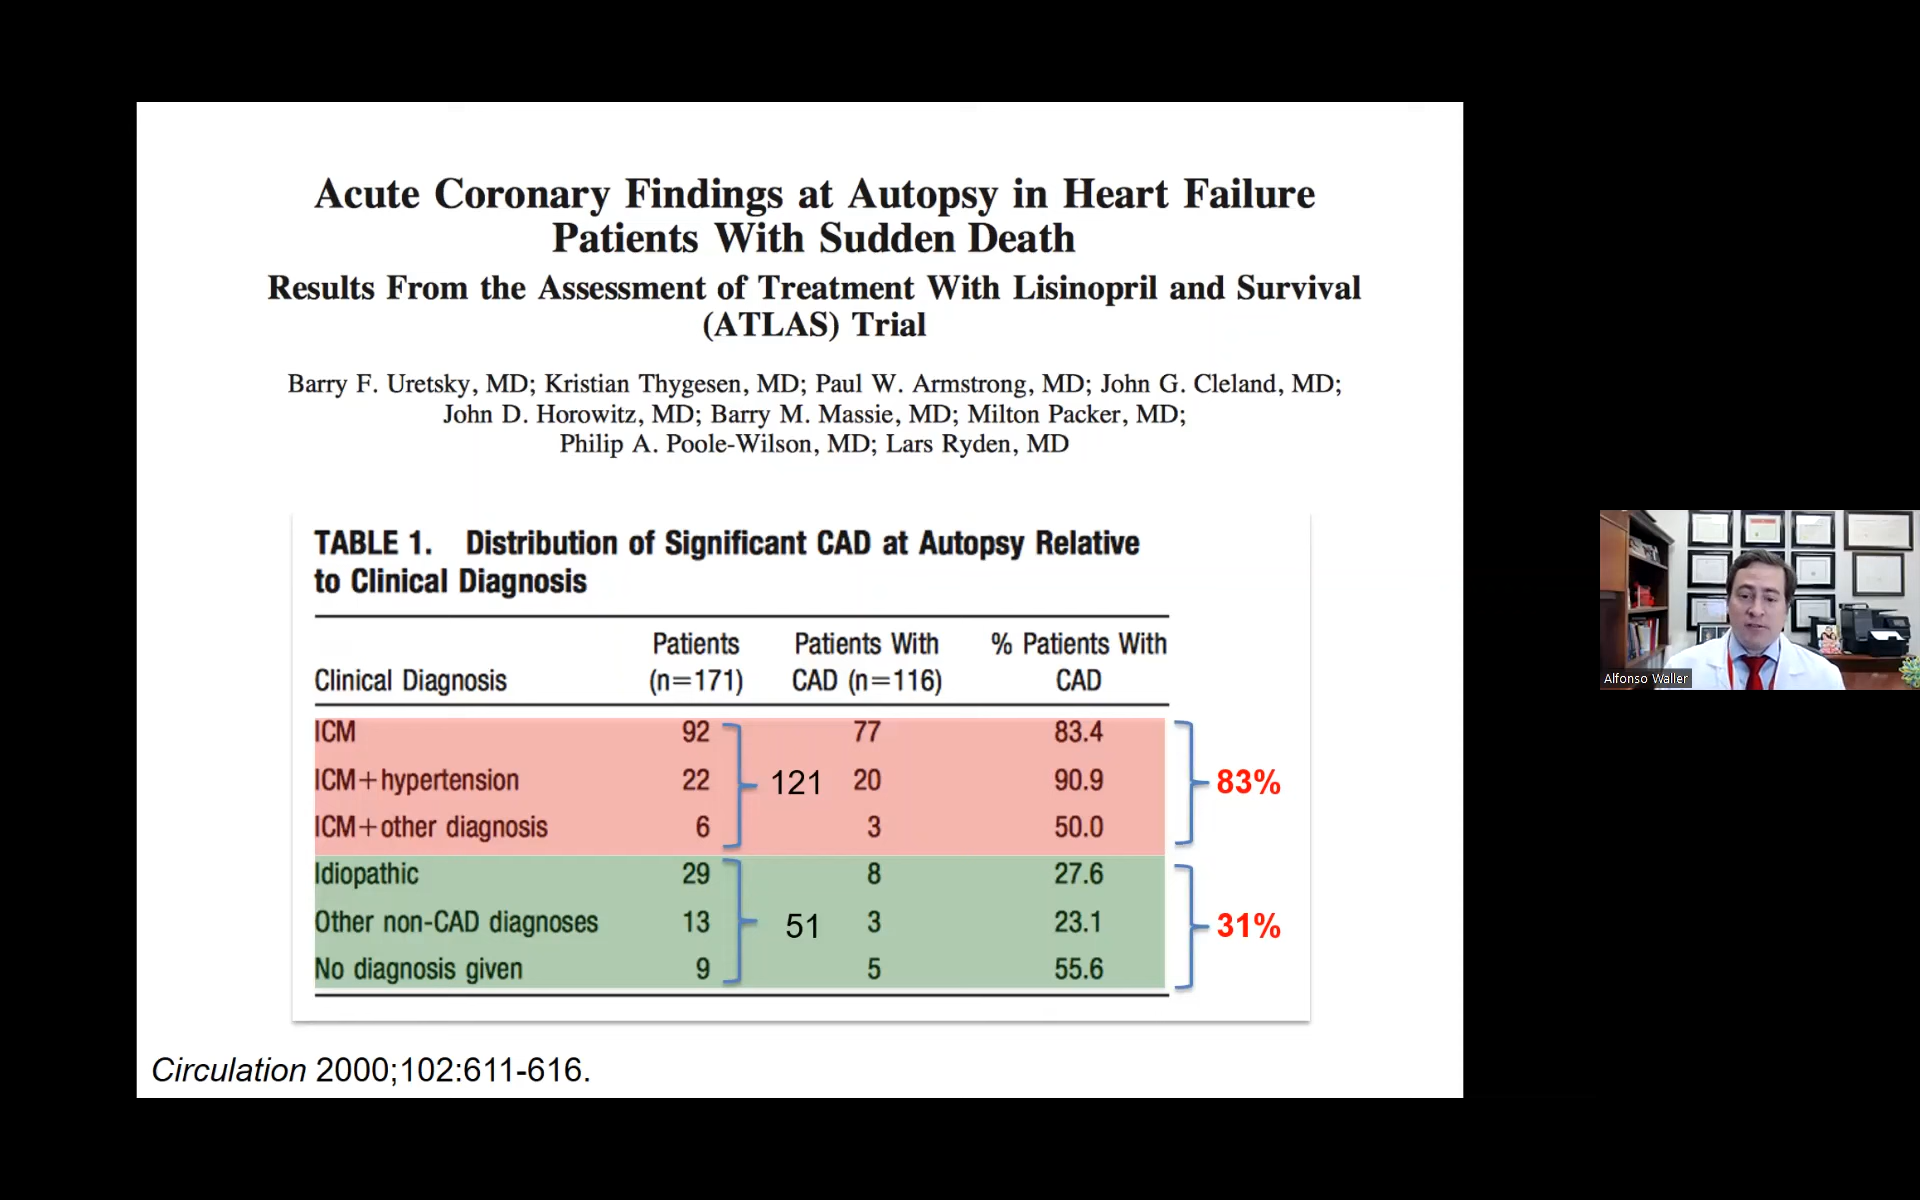 Acute Coronary Findings at Autopsy in Heart Failure
Patients With Sudden Death
Results From the Assessment of Treatment With Lisinopril and Survival
(ATLAS) Trial
Barry F. Uretsky, MD; Kristian Thygesen, MD; Paul W. Armstrong, MD; John G. Cleland, MD;
John D. Horowitz, MD; Barry M. Massie, MD; Milton Packer, MD;
Philip A. Poole-Wilson, MD; Lars Ryden, MD
TABLE 1. Distribution of Significant CAD at Autopsy Relative
to Clinical Diagnosis
Patients Patients With % Patients With
Clinical Diagnosis (n=171) CAD (n=116) CAD
ICM 92 77 83.4
ICM+hypertension 22 121 20 90.9 83%
ICM+other diagnosis 6 3 50.0
Idiopathic 29 8 27.6
Other non-CAD diagnoses 13 51 3 23.1 31%
No diagnosis given 9 5 55.6
Circulation 2000;102:611-616.
Alfonso Waller